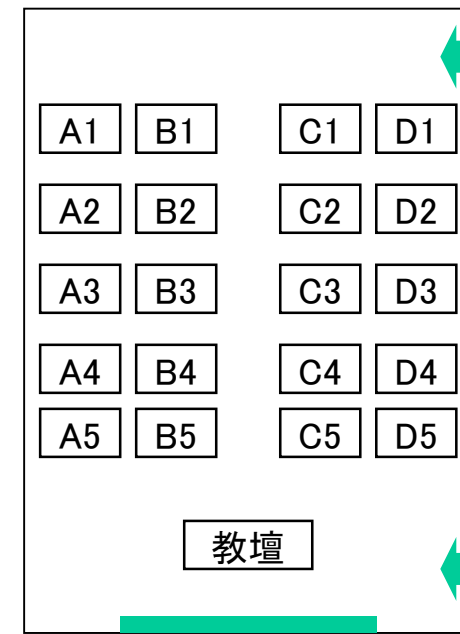 A1 B1 C1 D1
A2 B2 C2 D2
A3 B3 C3 D3
A4 B4 C4 D4
A5 B5 C5 D5
教壇